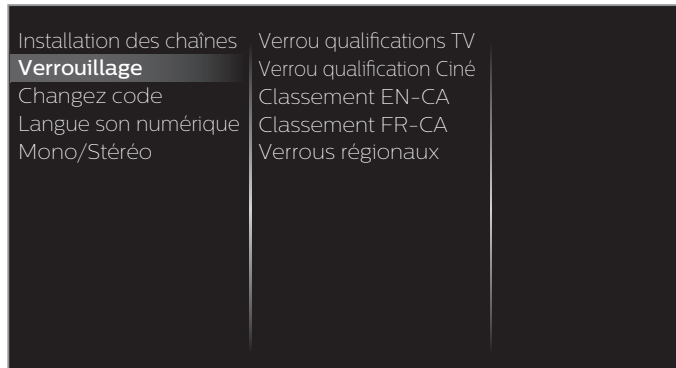 Installation des chaînes
Verrouillage
Changez code
Langue son numérique
Mono/Stéréo
Verrou qualifications TV
Verrou qualification Ciné
Classement EN-CA
Classement FR-CA
Verrous régionaux